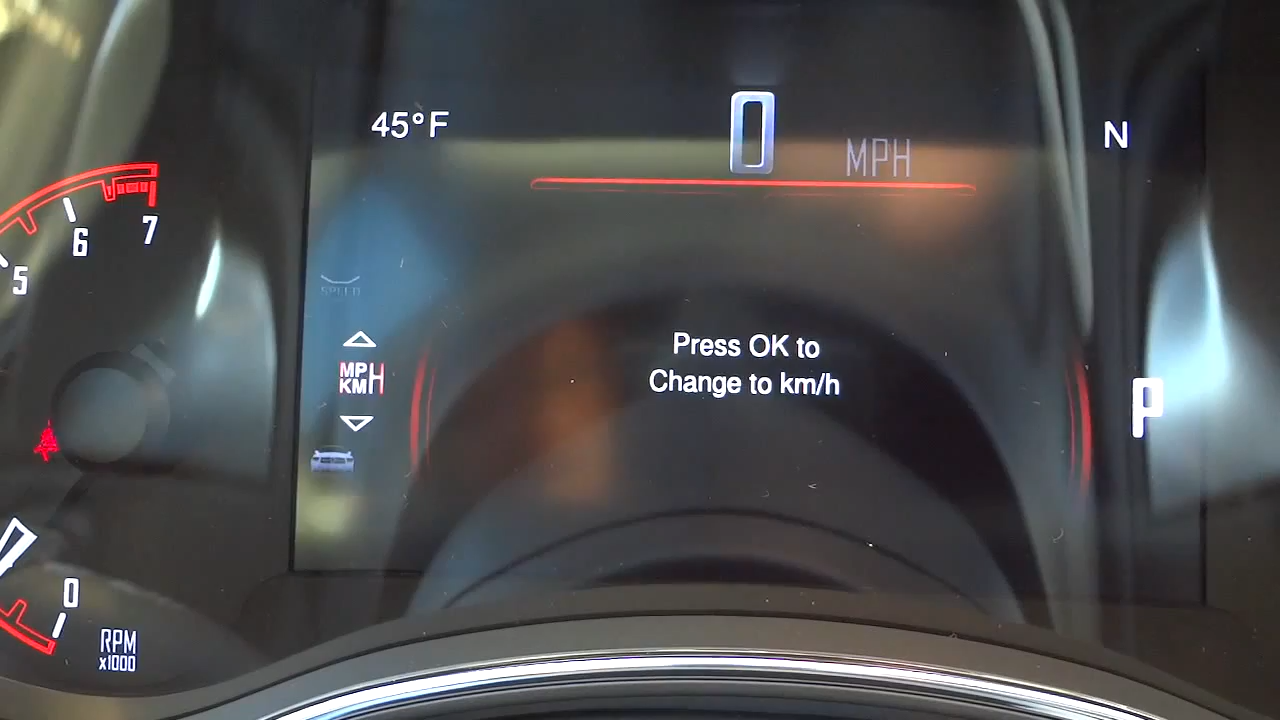 45°F
0 MPH
N
5 6 7
SPEED
MPH
KM
Press OK to
Change to km/h
P
0
RPM
x1000